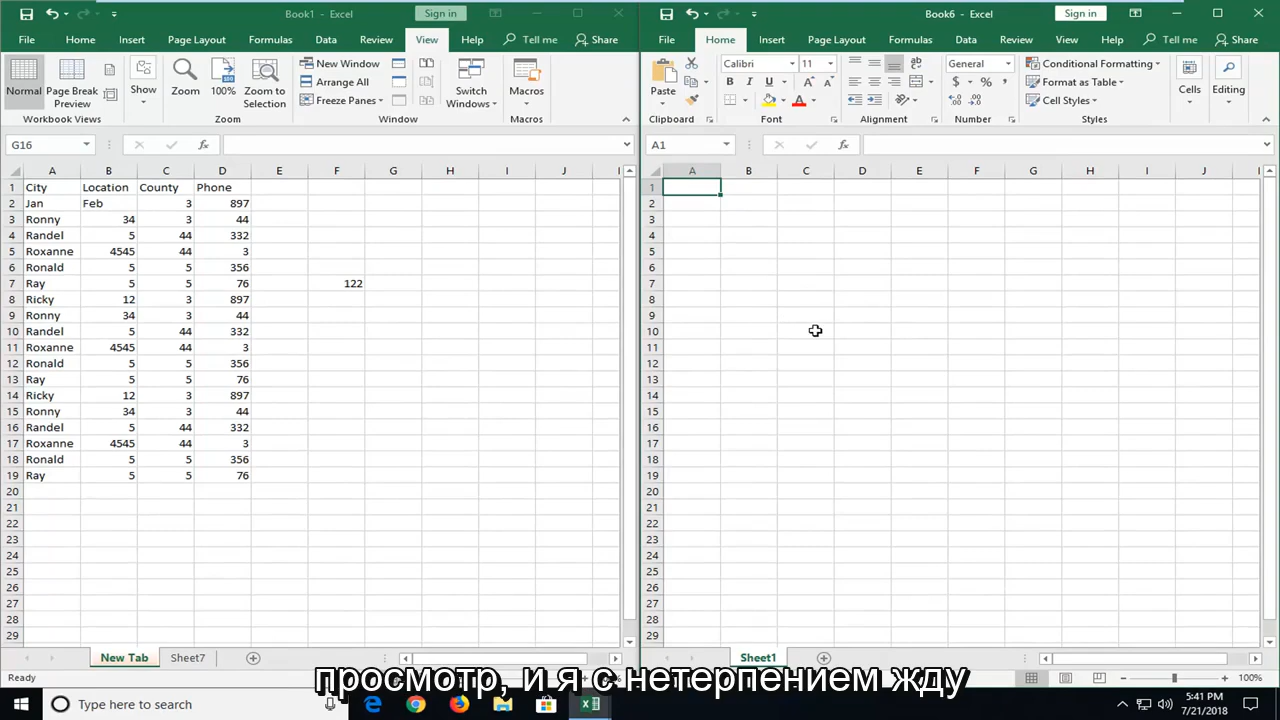 Book1 - Excel
Sign in
File Home Insert Page Layout Formulas Data Review View Help Tell me Share
Normal
Page Break Preview
Show
Zoom
100%
Zoom to Selection
New Window
Arrange All
Freeze Panes
Switch Windows
Macros
Workbook Views Zoom Window Macros
G16
A B C D E F G H I J
1 City Location County Phone
2 Jan Feb 3 897
3 Ronny 34 3 44
4 Randel 5 44 332
5 Roxanne 4545 44 3
6 Ronald 5 5 356
7 Ray 5 5 76 122
8 Ricky 12 3 897
9 Ronny 34 3 44
10 Randel 5 44 332
11 Roxanne 4545 44 3
12 Ronald 5 5 356
13 Ray 5 5 76
14 Ricky 12 3 897
15 Ronny 34 3 44
16 Randel 5 44 332
17 Roxanne 4545 44 3
18 Ronald 5 5 356
19 Ray 5 5 76
20
21
22
23
24
25
26
27
28
29
New Tab Sheet7
Ready
Book6 - Excel
Sign in
File Home Insert Page Layout Formulas Data Review View Help Tell me Share
Paste
Calibri 11
B I U
General
$ % ,
Conditional Formatting
Format as Table
Cell Styles
Cells
Editing
Clipboard Font Alignment Number Styles
A1
A B C D E F G H I J
1
2
3
4
5
6
7
8
9
10
11
12
13
14
15
16
17
18
19
20
21
22
23
24
25
26
27
28
29
Sheet1
100%
просмотр, и я с нетерпением жду
Type here to search
5:41 PM
7/21/2018